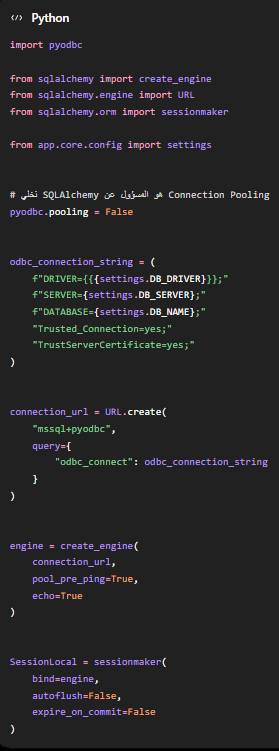 Python
import pyodbc
from sqlalchemy import create_engine
from sqlalchemy.engine import URL
from sqlalchemy.orm import sessionmaker
from app.core.config import settings
# نخلي SQLAlchemy هو المسؤول عن Connection Pooling
pyodbc.pooling = False
odbc_connection_string = (
    f"DRIVER={{{settings.DB_DRIVER}}};"
    f"SERVER={settings.DB_SERVER};"
    f"DATABASE={settings.DB_NAME};"
    "Trusted_Connection=yes;"
    "TrustServerCertificate=yes;"
)
connection_url = URL.create(
    "mssql+pyodbc",
    query={
        "odbc_connect": odbc_connection_string
    }
)
engine = create_engine(
    connection_url,
    pool_pre_ping=True,
    echo=True
)
SessionLocal = sessionmaker(
    bind=engine,
    autoflush=False,
    expire_on_commit=False
)